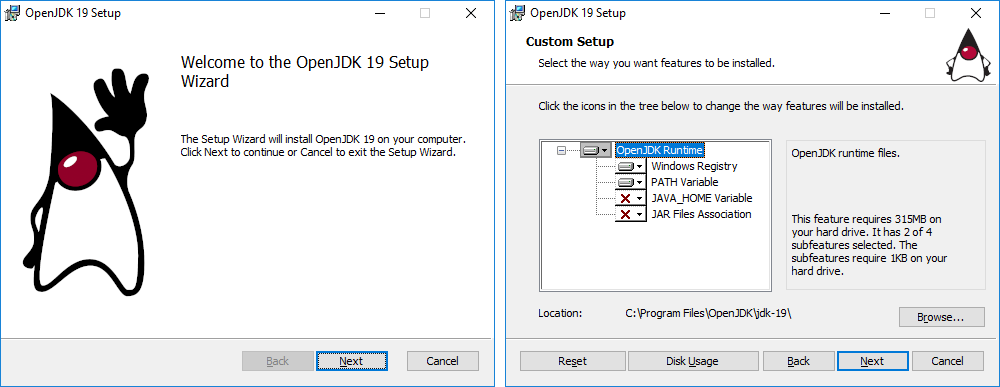 OpenJDK 19 Setup
Welcome to the OpenJDK 19 Setup
Wizard
The Setup Wizard will install OpenJDK 19 on your computer.
Click Next to continue or Cancel to exit the Setup Wizard.
Back
Next
Cancel
OpenJDK 19 Setup
Custom Setup
Select the way you want features to be installed.
Click the icons in the tree below to change the way features will be installed.
OpenJDK Runtime
Windows Registry
PATH Variable
JAVA_HOME Variable
JAR Files Association
OpenJDK runtime files.
This feature requires 315MB on
your hard drive. It has 2 of 4
subfeatures selected. The
subfeatures require 1KB on your
hard drive.
Location:
C:\Program Files\OpenJDK\jdk-19\
Browse...
Reset
Disk Usage
Back
Next
Cancel